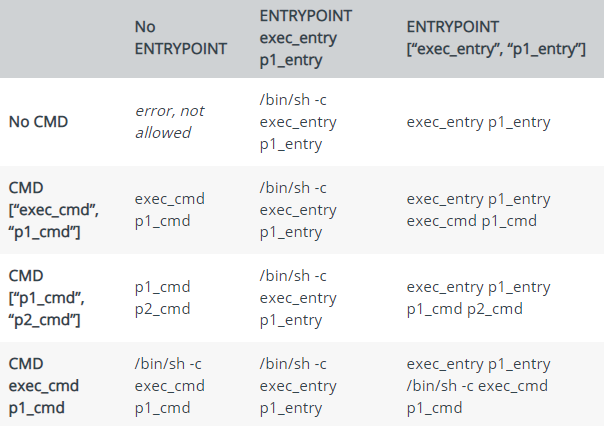 No
ENTRYPOINT
ENTRYPOINT
exec_entry
p1_entry
ENTRYPOINT
[“exec_entry”, “p1_entry”]
No CMD
error, not
allowed
/bin/sh -c
exec_entry
p1_entry
exec_entry p1_entry
CMD
[“exec_cmd”,
“p1_cmd”]
exec_cmd
p1_cmd
/bin/sh -c
exec_entry
p1_entry
exec_entry p1_entry
exec_cmd p1_cmd
CMD
[“p1_cmd”,
“p2_cmd”]
p1_cmd
p2_cmd
/bin/sh -c
exec_entry
p1_entry
exec_entry p1_entry
p1_cmd p2_cmd
CMD
exec_cmd
p1_cmd
/bin/sh -c
exec_cmd
p1_cmd
/bin/sh -c
exec_entry
p1_entry
exec_entry p1_entry
/bin/sh -c exec_cmd
p1_cmd